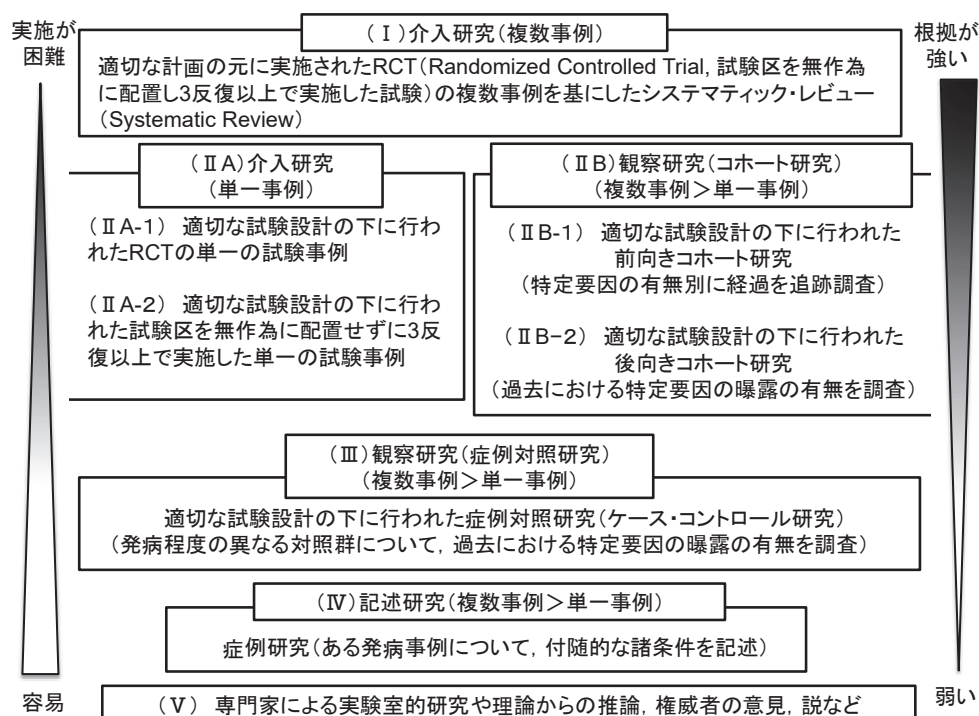 実施が
困難
(Ⅰ)介入研究(複数事例)
根拠が
強い
適切な計画の元に実施されたRCT(Randomized Controlled Trial, 試験区を無作為
に配置し3反復以上で実施した試験)の複数事例を基にしたシステマティック・レビュー
(Systematic Review)
(ⅡA)介入研究
(単一事例)
(ⅡA-1) 適切な試験設計の下に行わ
れたRCTの単一の試験事例
(ⅡA-2) 適切な試験設計の下に行わ
れた試験区を無作為に配置せずに3反
復以上で実施した単一の試験事例
(ⅡB)観察研究(コホート研究)
(複数事例>単一事例)
(ⅡB-1) 適切な試験設計の下に行われた
前向きコホート研究
(特定要因の有無別に経過を追跡調査)
(ⅡB-2) 適切な試験設計の下に行われた
後向きコホート研究
(過去における特定要因の曝露の有無を調査)
(Ⅲ)観察研究(症例対照研究)
(複数事例>単一事例)
適切な試験設計の下に行われた症例対照研究(ケース・コントロール研究)
(発病程度の異なる対照群について, 過去における特定要因の曝露の有無を調査)
(Ⅳ)記述研究(複数事例>単一事例)
症例研究(ある発病事例について, 付随的な諸条件を記述)
容易
(Ⅴ) 専門家による実験室的研究や理論からの推論, 権威者の意見, 説など
弱い